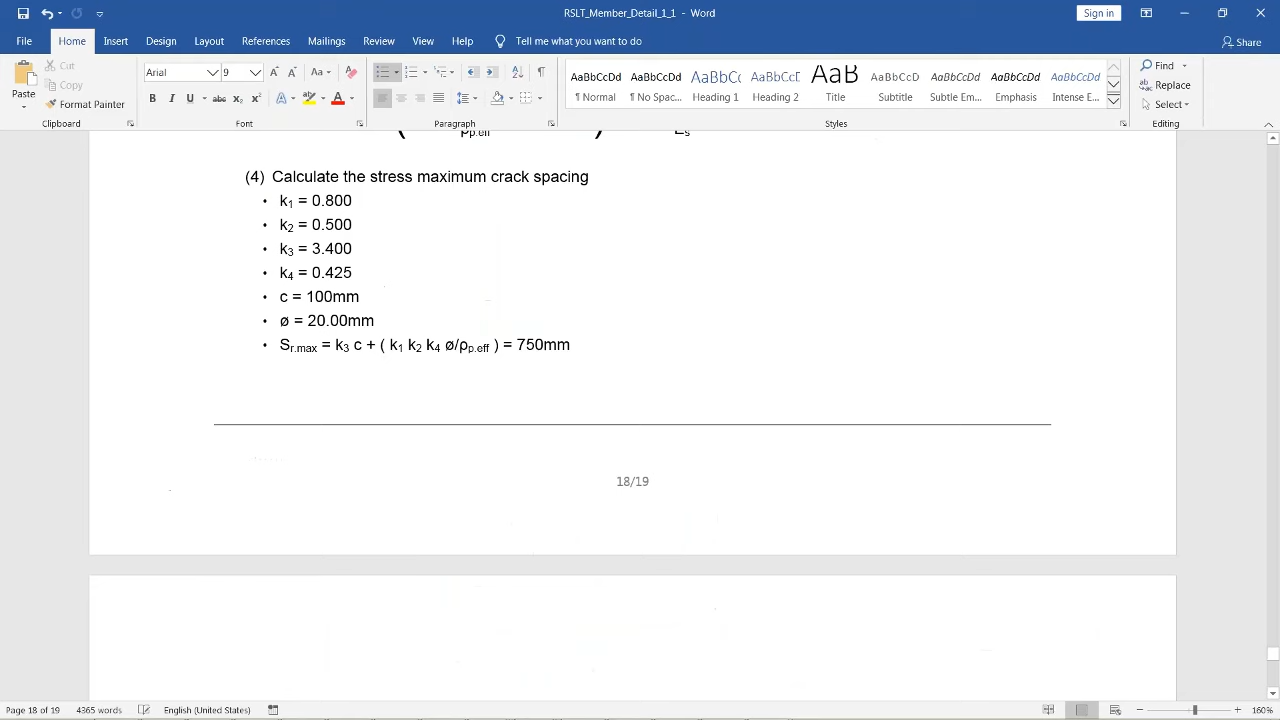 RSLT_Member_Detail_1_1 - Word
Sign in
File Home Insert Design Layout References Mailings Review View Help Tell me what you want to do Share
Paste Cut Copy Format Painter
Clipboard
Arial 9 Aa
B I U abc x₂ x² A A
Font
Paragraph
AaBbCcDd AaBbCcDd AaBbCc AaBbCcD AaB AaBbCcDd AaBbCcDd AaBbCcDd AaBbCcDd
¶ Normal ¶ No Spac... Heading 1 Heading 2 Title Subtitle Subtle Em... Emphasis Intense E...
Styles
Find
Replace
Select
Editing
(4) Calculate the stress maximum crack spacing
• k₁ = 0.800
• k₂ = 0.500
• k₃ = 3.400
• k₄ = 0.425
• c = 100mm
• ø = 20.00mm
• Sr.max = k₃ c + ( k₁ k₂ k₄ ø/ρp.eff ) = 750mm
18/19
Page 18 of 19 4365 words English (United States) 160%